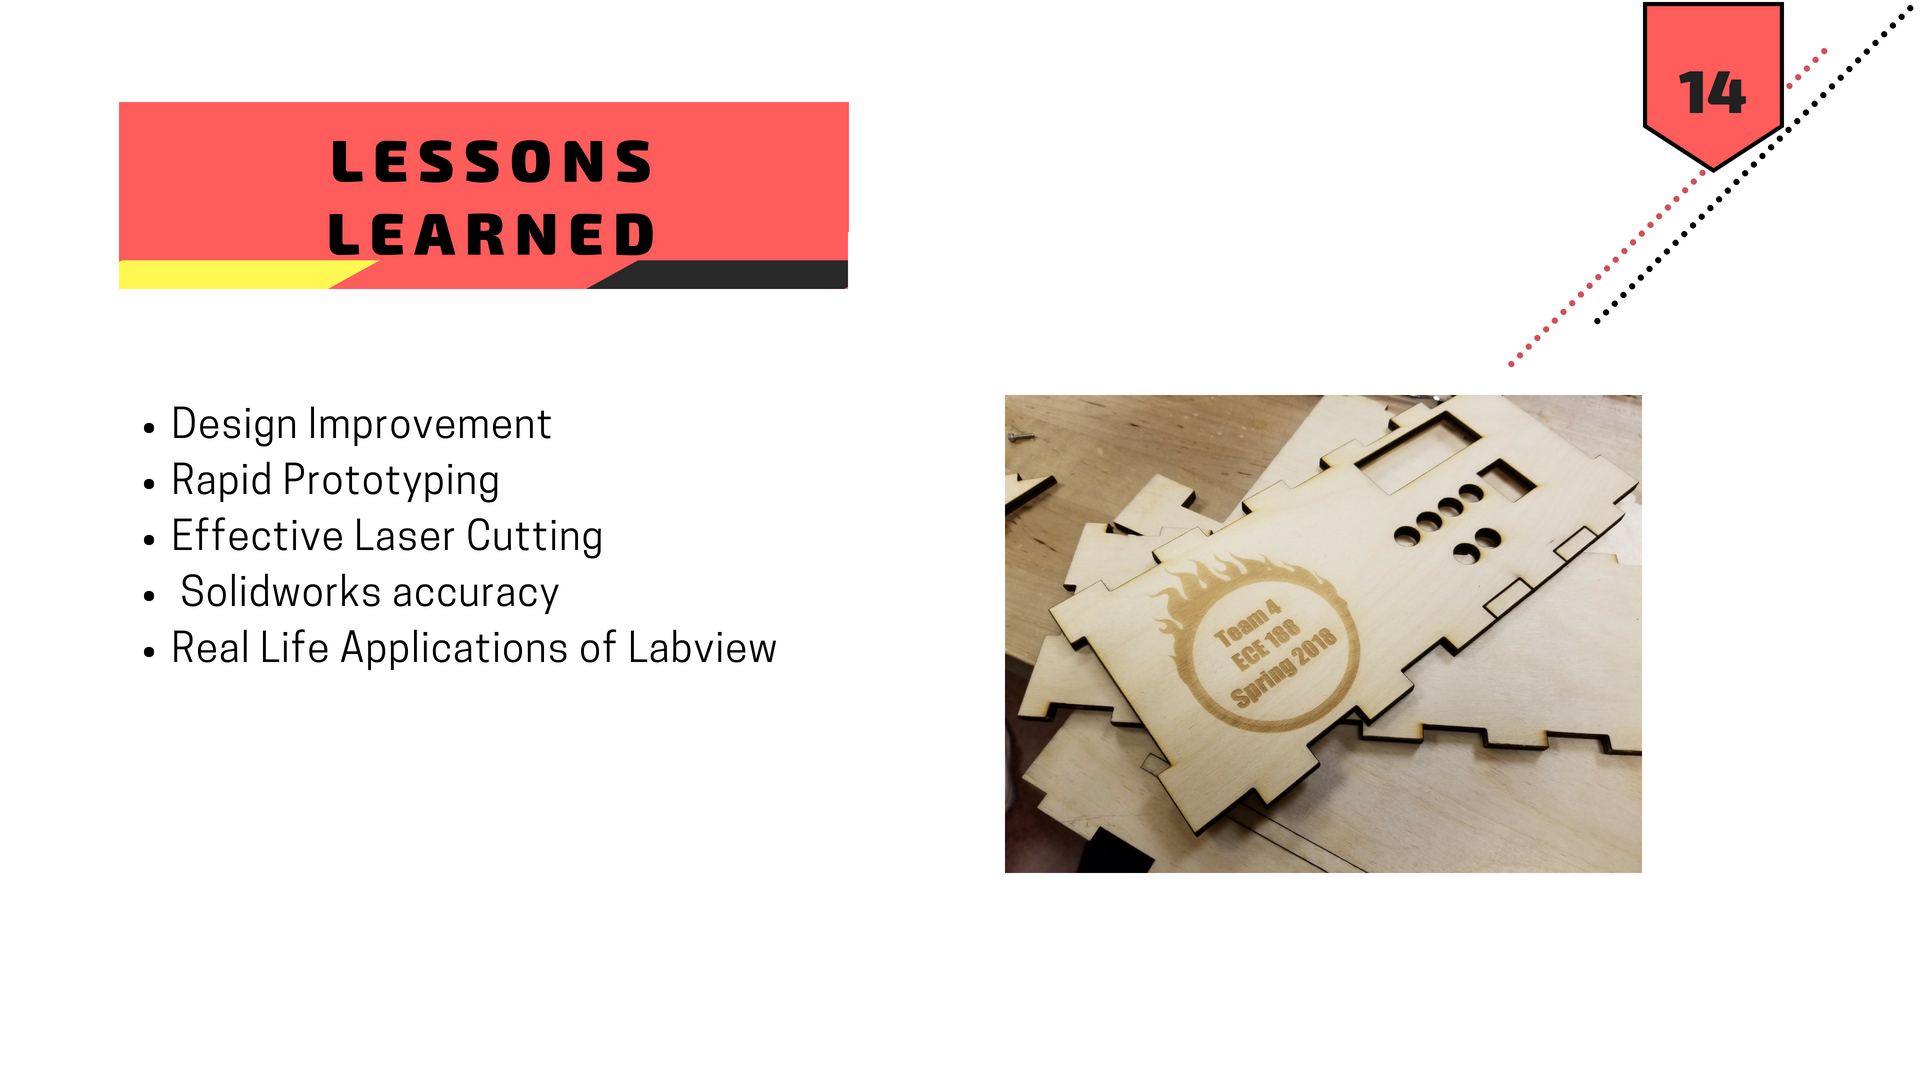 14
LESSONS
LEARNED
• Design Improvement
• Rapid Prototyping
• Effective Laser Cutting
• Solidworks accuracy
• Real Life Applications of Labview
Team 4
ECE 188
Spring 2018